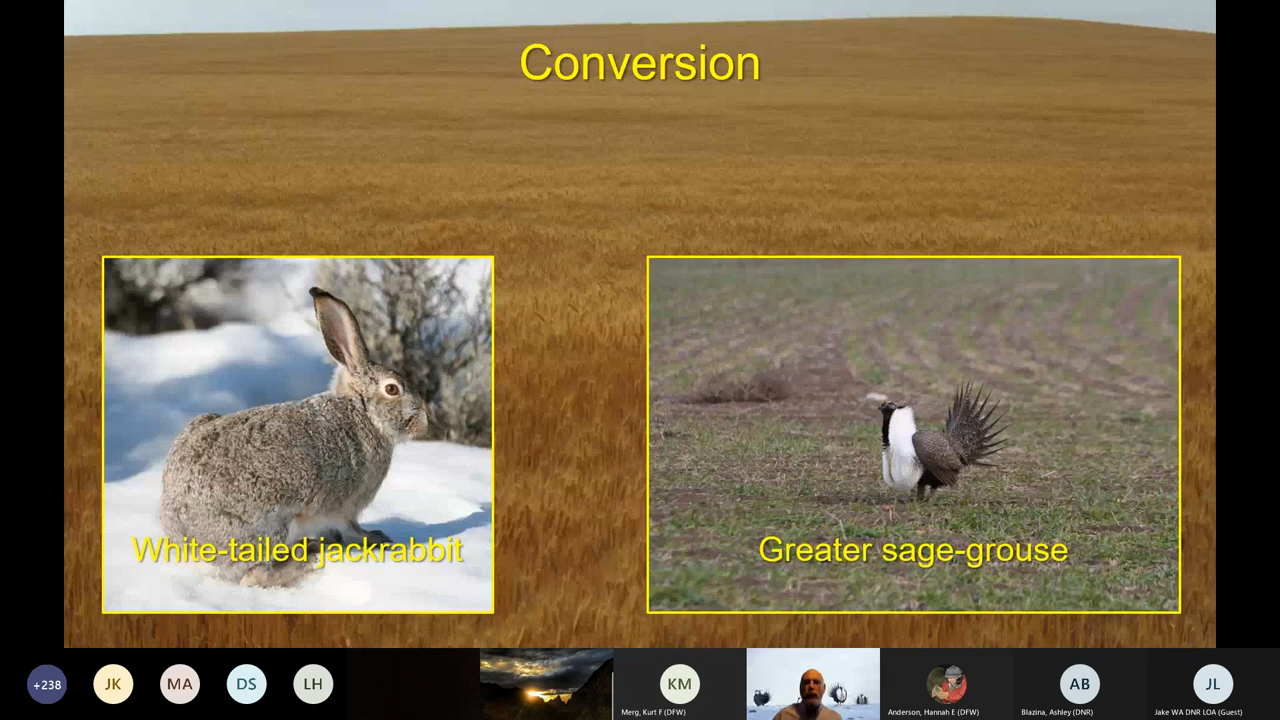 Conversion
White-tailed jackrabbit
Greater sage-grouse
+238
JK
MA
DS
LH
KM
AB
JL
Merg, Kurt F (DFW)
Anderson, Hannah E (DFW)
Blazina, Ashley (DNR)
Jake WA DNR LOA (Guest)